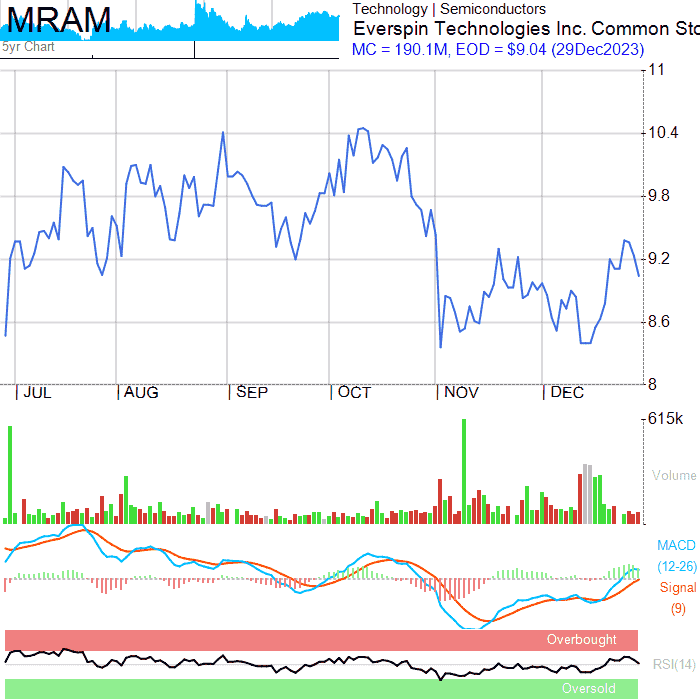 MRAM
Technology | Semiconductors
Everspin Technologies Inc. Common Sto
5yr Chart
MC = 190.1M, EOD = $9.04 (29Dec2023)
11
10.4
9.8
9.2
8.6
8
| JUL | AUG | SEP | OCT | NOV | DEC
615k
Volume
MACD
(12-26)
Signal
(9)
Overbought
RSI(14)
Oversold